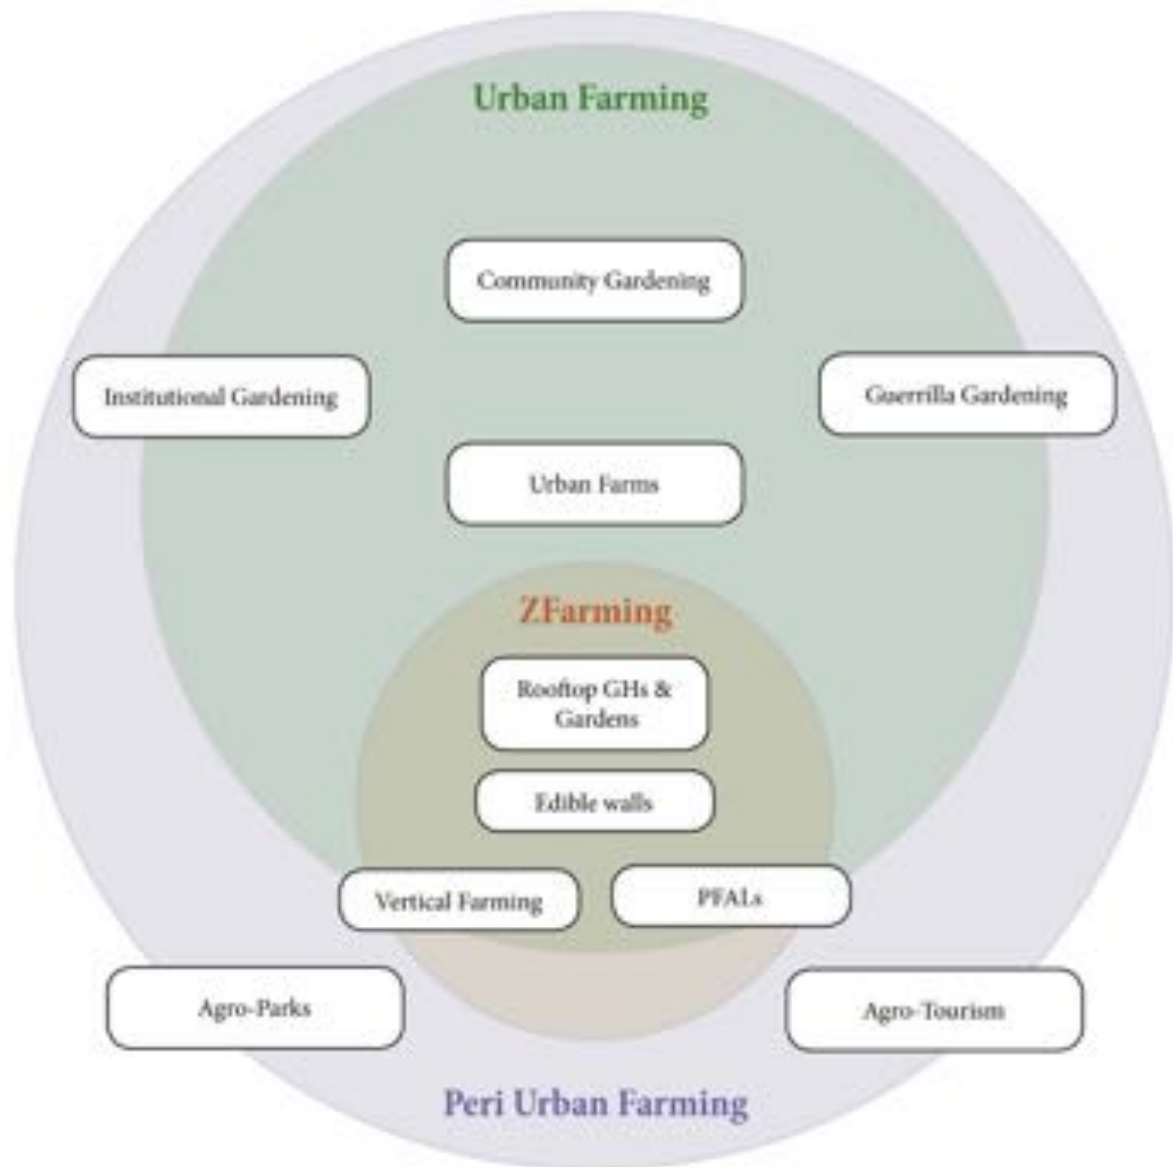 Urban Farming
Community Gardening
Institutional Gardening
Guerrilla Gardening
Urban Farms
ZFarming
Rooftop GHs &
Gardens
Edible walls
Vertical Farming
PFALs
Agro-Parks
Agro-Tourism
Peri Urban Farming